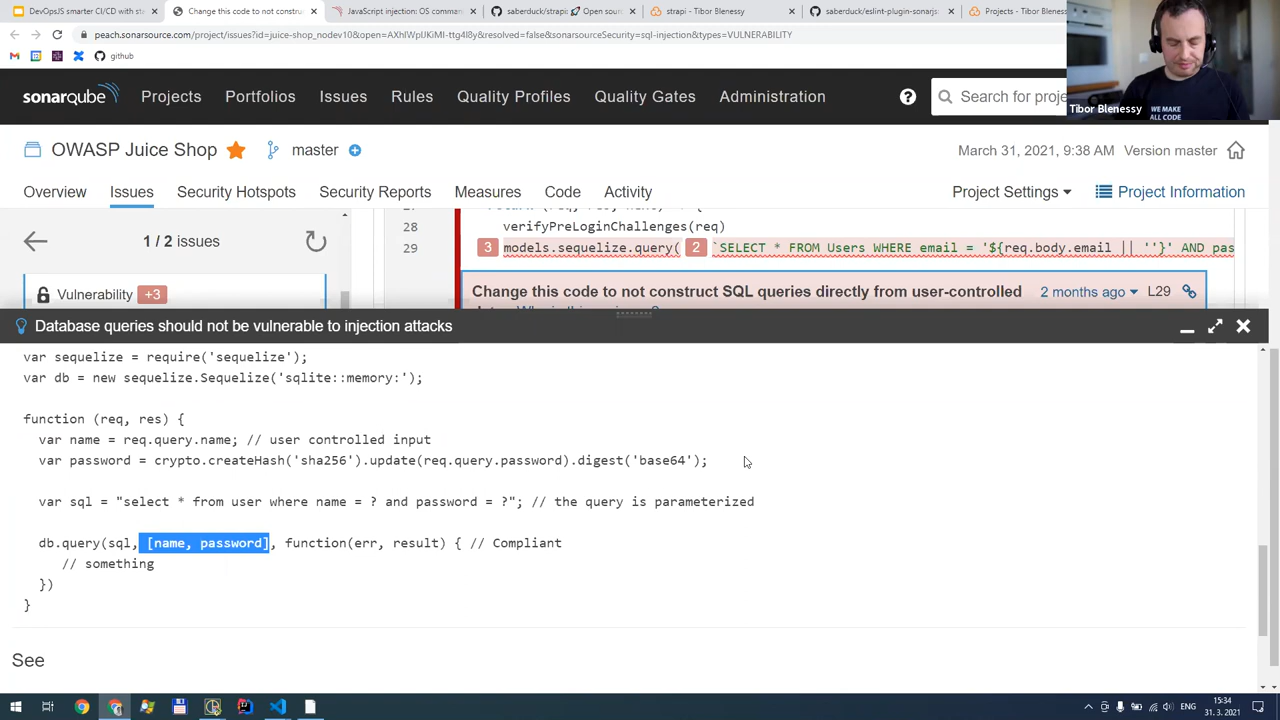 DevOpsJS smarter CI/CD with sta
Change this code to not constru
JavaScript injection: OS comman
saberduck/strapi:
Open sour
strapi - Tibor Blenessy
saberduck/eslint-plugin-sonarjs:
Projects - Tibor Blenes
peach.sonarsource.com/project/issues?id=juice-shop_nodev10&open=AXhIWpIJKiMI-ttg4I8y&resolved=false&sonarsourceSecurity=sql-injection&types=VULNERABILITY
github
Tibor Blenessy
WE MAKE
ALL CODE
sonarqube
Projects
Portfolios
Issues
Rules
Quality Profiles
Quality Gates
Administration
Search for proje
OWASP Juice Shop
master
March 31, 2021, 9:38 AM
Version master
Overview
Issues
Security Hotspots
Security Reports
Measures
Code
Activity
Project Settings
Project Information
1 / 2 issues
28
verifyPreLoginChallenges(req)
29
3
models.sequelize.query(
2
`SELECT * FROM Users WHERE email = '${req.body.email || ''}' AND pas
Vulnerability
+3
Change this code to not construct SQL queries directly from user-controlled
2 months ago
L29
Database queries should not be vulnerable to injection attacks
var sequelize = require('sequelize');
var db = new sequelize.Sequelize('sqlite::memory:');
function (req, res) {
var name = req.query.name; // user controlled input
var password = crypto.createHash('sha256').update(req.query.password).digest('base64');
var sql = "select * from user where name = ? and password = ?"; // the query is parameterized
db.query(sql, [name, password], function(err, result) { // Compliant
// something
})
}
See
ENG
15:34
31. 3. 2021